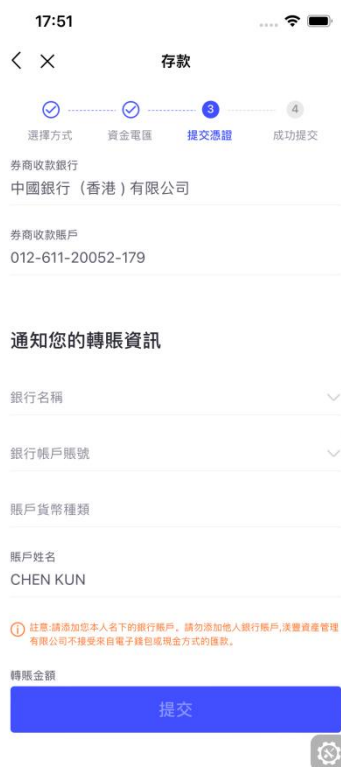 17:51
存款
3
4
選擇方式
資金電匯
提交憑證
成功提交
券商收款銀行
中國銀行（香港）有限公司
券商收款賬戶
012-611-20052-179
通知您的轉賬資訊
銀行名稱
銀行帳戶賬號
賬戶貨幣種類
賬戶姓名
CHEN KUN
註意:請添加您本人名下的銀行賬戶。請勿添加他人銀行賬戶,漢豐資產管理
有限公司不接受來自電子錢包或現金方式的匯款。
轉賬金額
提交